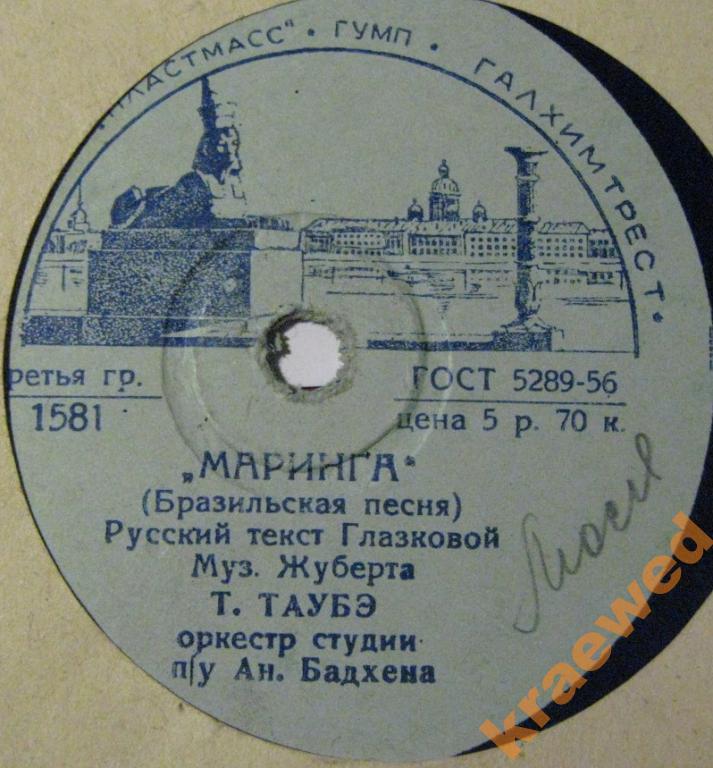 ПЛАСТМАСС" • ГУМП • ГАЛХИМТРЕСТ •
ретья гр.
1581
ГОСТ 5289-56
цена 5 р. 70 к.
„МАРИНГА"
(Бразильская песня)
Русский текст Глазковой
Муз. Жуберта
Т. ТАУБЭ
оркестр студии
п/у Ан. Бадхена
kraewed